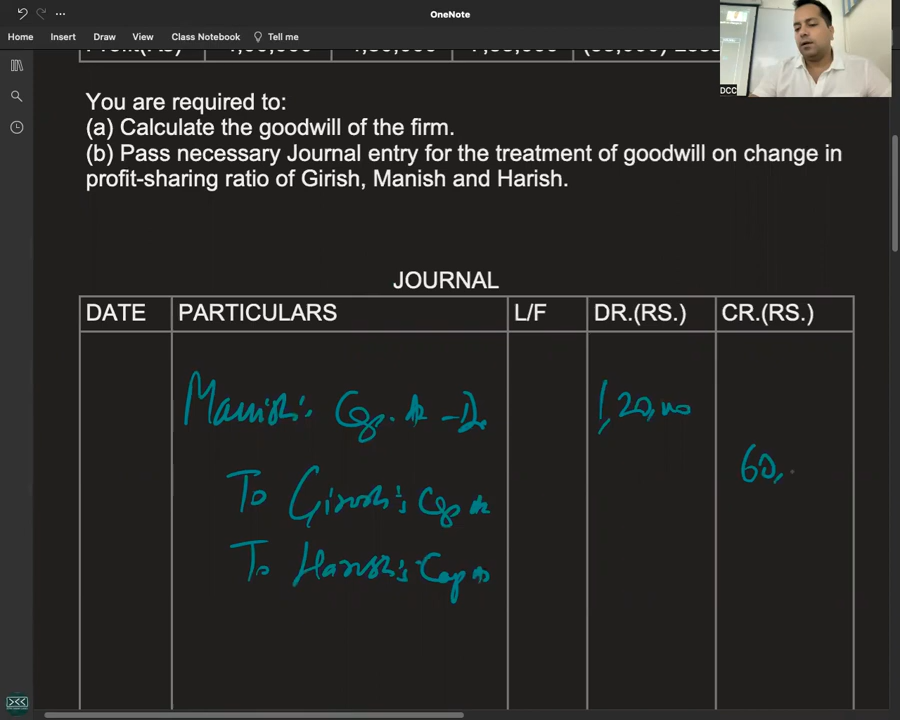 OneNote
Home Insert Draw View Class Notebook Tell me
DCC
You are required to:
(a) Calculate the goodwill of the firm.
(b) Pass necessary Journal entry for the treatment of goodwill on change in
profit-sharing ratio of Girish, Manish and Harish.
JOURNAL
DATE PARTICULARS L/F DR.(RS.) CR.(RS.)
Manish's Cap. A/c -Dr. 1,20,000
60,
To Girish's Cap A/c
To Harish's Cap A/c